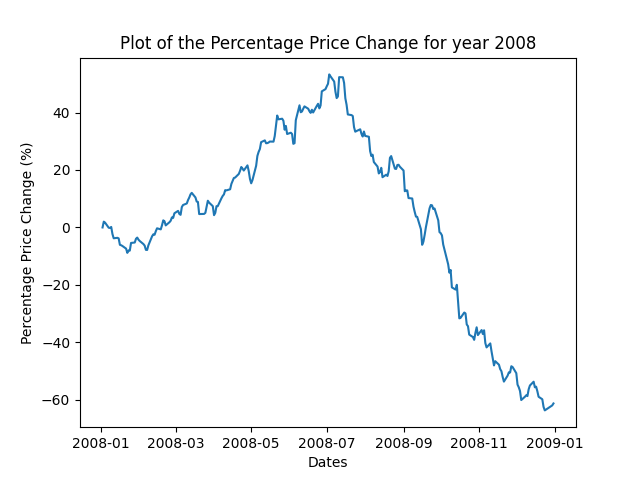 Plot of the Percentage Price Change for year 2008
Percentage Price Change (%)
40
20
0
−20
−40
−60
2008-01 2008-03 2008-05 2008-07 2008-09 2008-11 2009-01
Dates